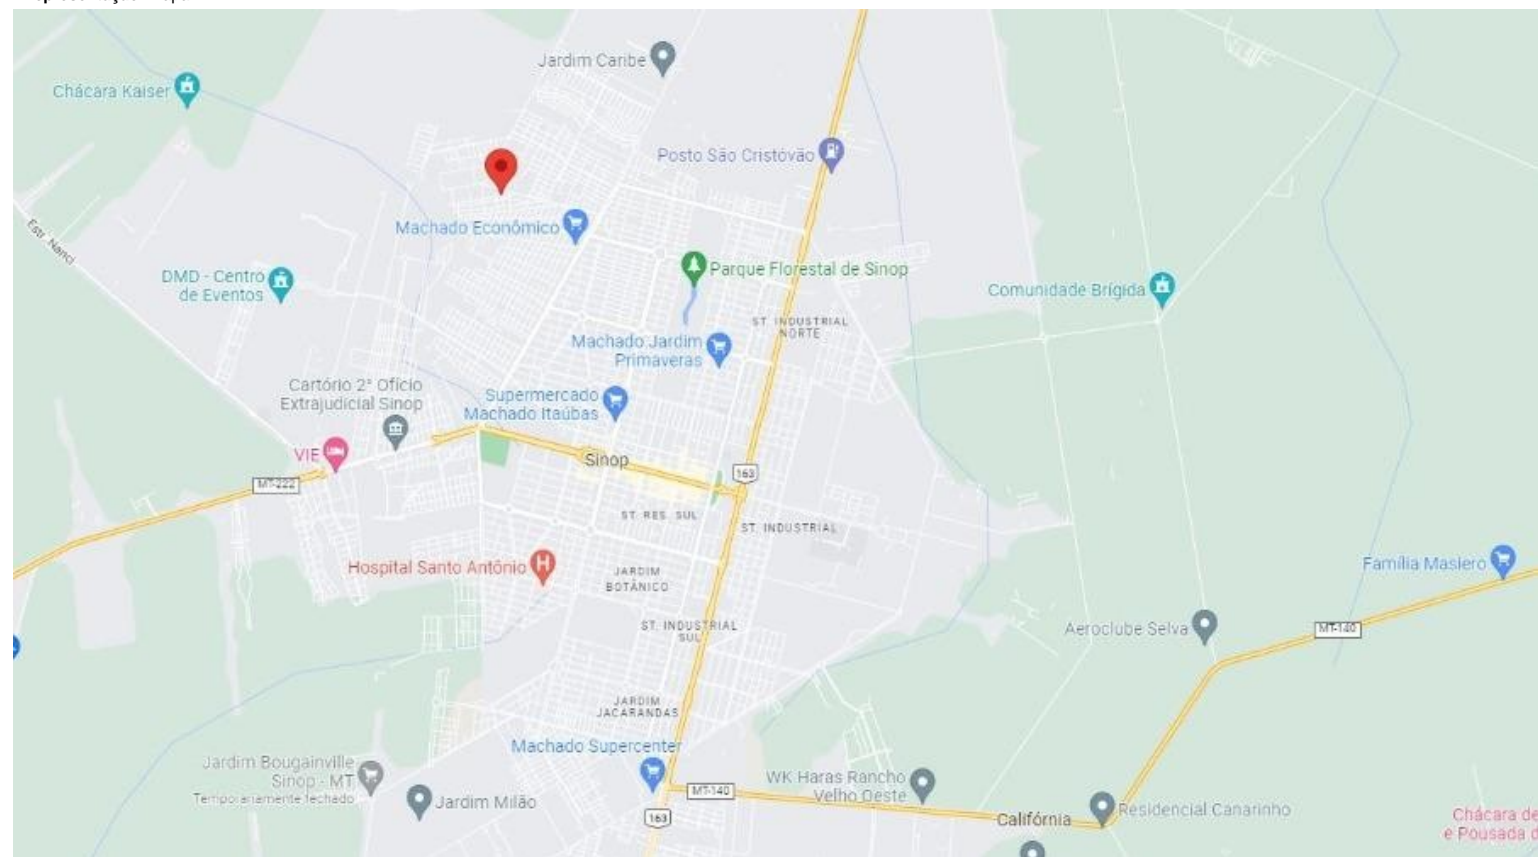 Jardim Caribe
Chácara Kaiser
Posto São Cristóvão
Machado Econômico
Estr. Nanci
DMD - Centro
de Eventos
Parque Florestal de Sinop
Comunidade Brígida
ST. INDUSTRIAL
NORTE
Machado Jardim
Primaveras
Cartório 2° Ofício
Extrajudicial Sinop
Supermercado
Machado Itaúbas
VIE
Sinop
163
MT-222
ST. RES. SUL
ST. INDUSTRIAL
Hospital Santo Antônio
JARDIM
BOTÂNICO
Família Masiero
ST. INDUSTRIAL
SUL
Aeroclube Selva
MT-140
JARDIM
JACARANDAS
Machado Supercenter
Jardim Bougainville
Sinop - MT
Temporariamente fechado
Jardim Milão
MT-140
WK Haras Rancho
Velho Oeste
163
Califórnia
Residencial Canarinho
Chácara de
e Pousada d